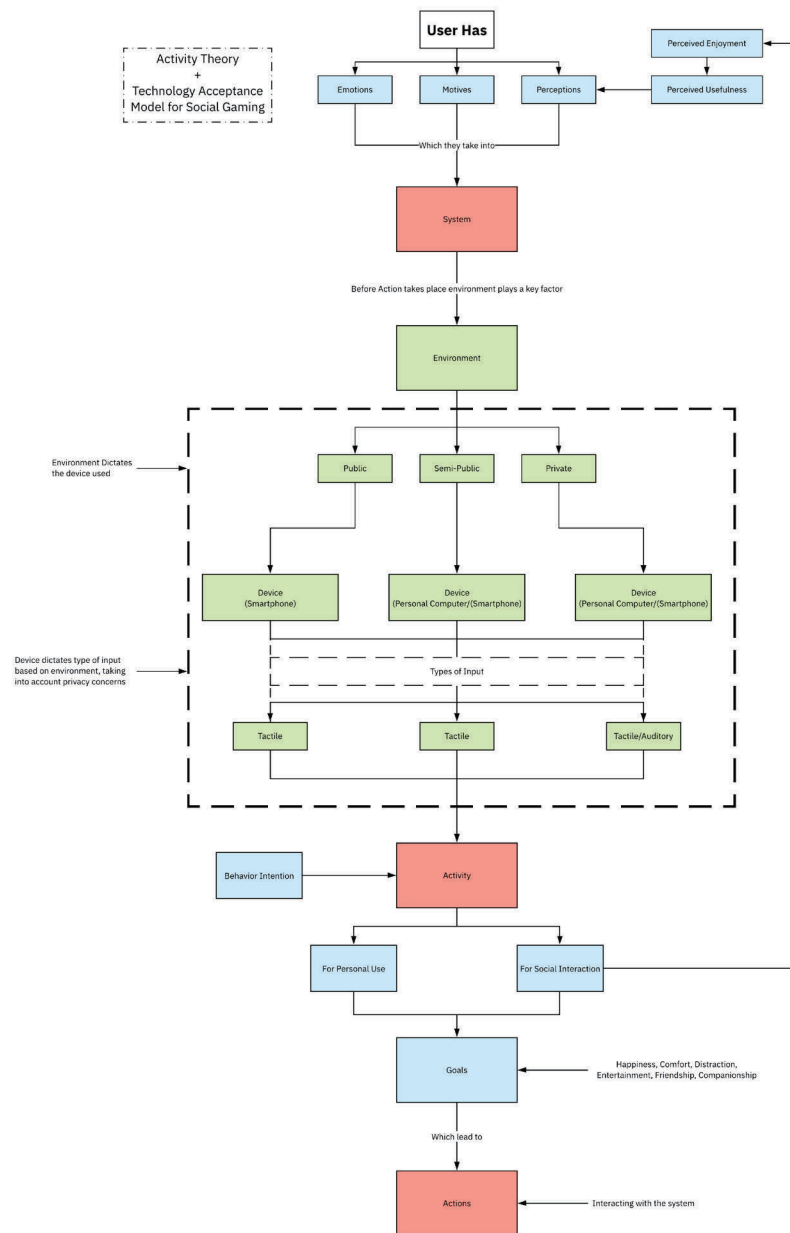 User Has
Activity Theory
+
Technology Acceptance
Model for Social Gaming
Perceived Enjoyment
Emotions
Motives
Perceptions
Perceived Usefulness
Which they take into
System
Before Action takes place environment plays a key factor
Environment
Environment Dictates
the device used
Public
Semi-Public
Private
Device
(Smartphone)
Device
(Personal Computer/(Smartphone)
Device
(Personal Computer/(Smartphone)
Device dictates type of input
based on environment, taking
into account privacy concerns
Types of Input
Tactile
Tactile
Tactile/Auditory
Behavior Intention
Activity
For Personal Use
For Social Interaction
Goals
Happiness, Comfort, Distraction,
Entertainment, Friendship, Companionship
Which lead to
Actions
Interacting with the system